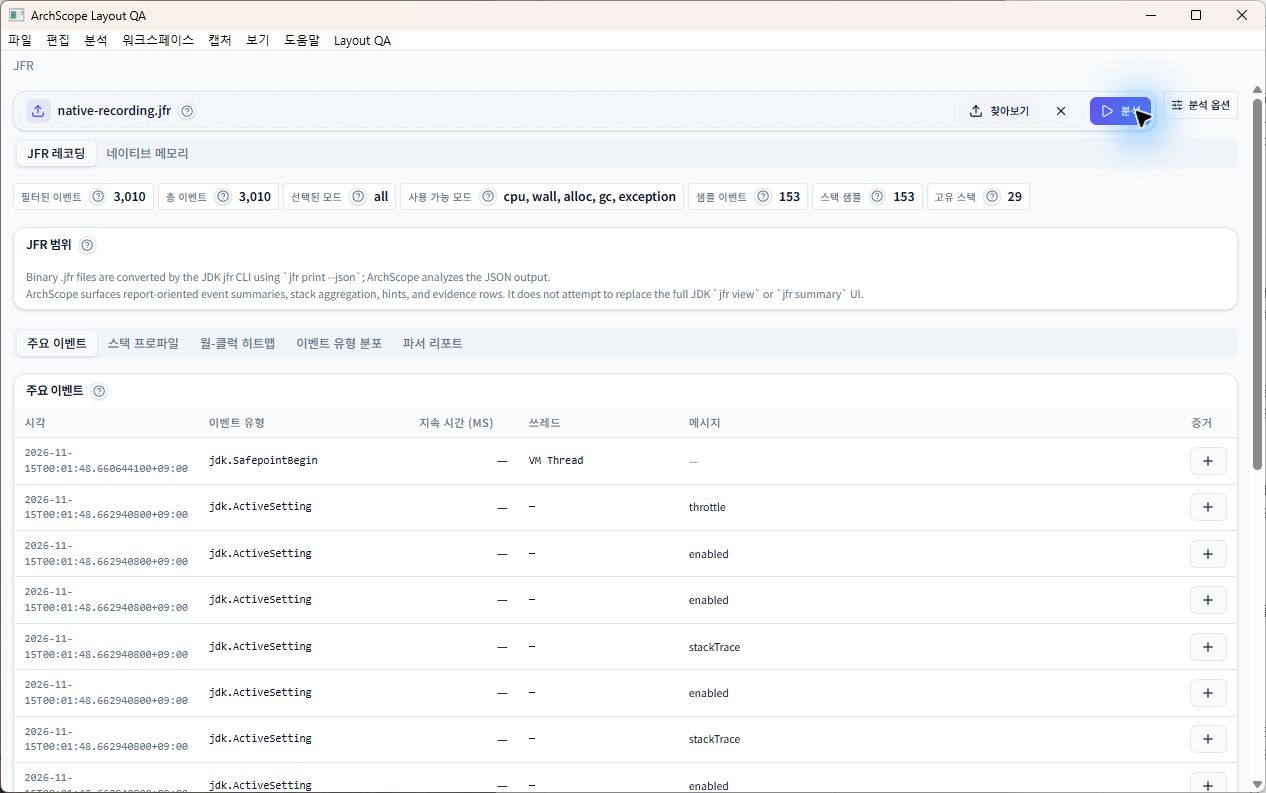 ArchScope Layout QA
파일 편집 분석 워크스페이스 캡처 보기 도움말 Layout QA
JFR
native-recording.jfr 찾아보기 분석 옵션
JFR 레코딩 네이티브 메모리
필터된 이벤트 3,010 총 이벤트 3,010 선택된 모드 all 사용 가능 모드 cpu, wall, alloc, gc, exception 샘플 이벤트 153 스택 샘플 153 고유 스택 29
JFR 범위
Binary .jfr files are converted by the JDK jfr CLI using `jfr print --json`; ArchScope analyzes the JSON output.
ArchScope surfaces report-oriented event summaries, stack aggregation, hints, and evidence rows. It does not attempt to replace the full JDK `jfr view` or `jfr summary` UI.
주요 이벤트 스택 프로파일 월-클럭 히트맵 이벤트 유형 분포 파서 리포트
주요 이벤트
시각 이벤트 유형 지속 시간 (MS) 쓰레드 메시지 증거
2026-11-
15T00:01:48.660644100+09:00 jdk.SafepointBegin — VM Thread —
2026-11-
15T00:01:48.662940800+09:00 jdk.ActiveSetting — — throttle
2026-11-
15T00:01:48.662940800+09:00 jdk.ActiveSetting — — enabled
2026-11-
15T00:01:48.662940800+09:00 jdk.ActiveSetting — — enabled
2026-11-
15T00:01:48.662940800+09:00 jdk.ActiveSetting — — stackTrace
2026-11-
15T00:01:48.662940800+09:00 jdk.ActiveSetting — — enabled
2026-11-
15T00:01:48.662940800+09:00 jdk.ActiveSetting — — stackTrace
2026-11-
jdk.ActiveSetting — — enabled